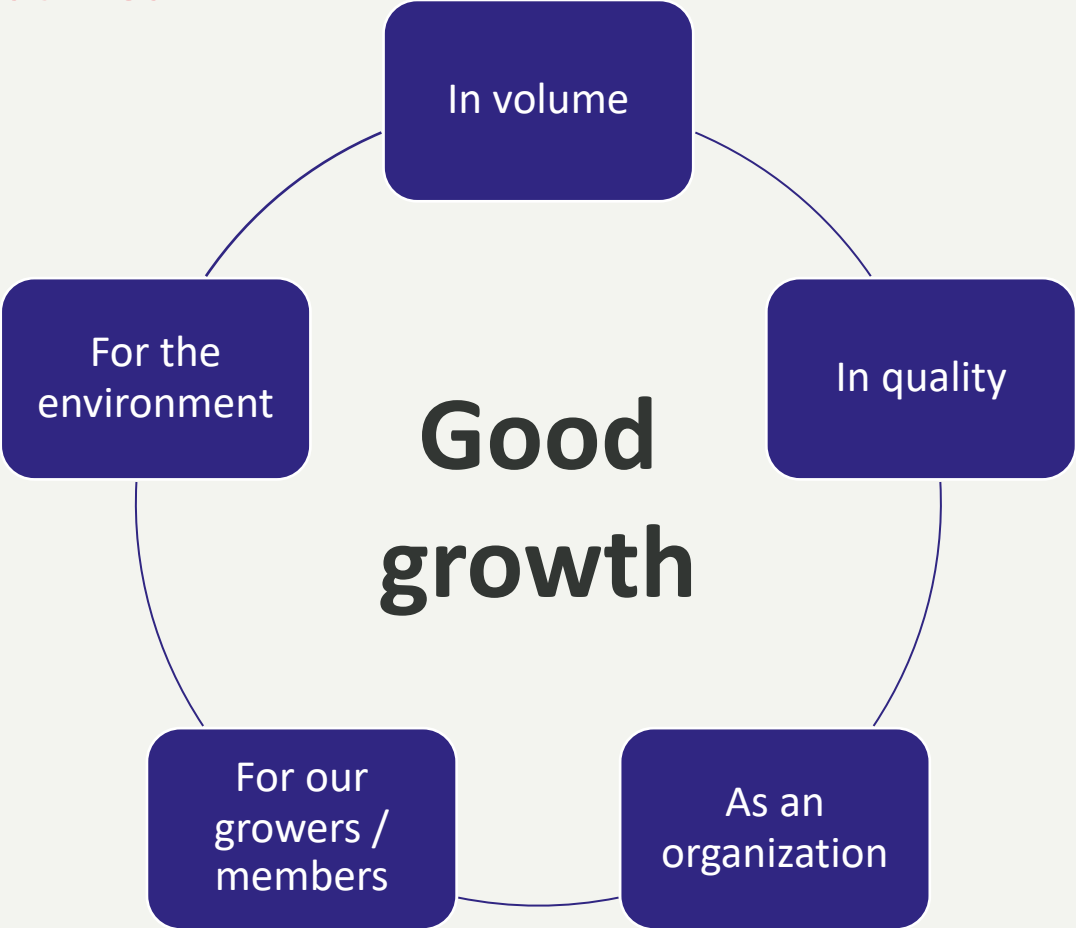 In volume
For the
environment
In quality
Good
growth
For our
growers /
members
As an
organization